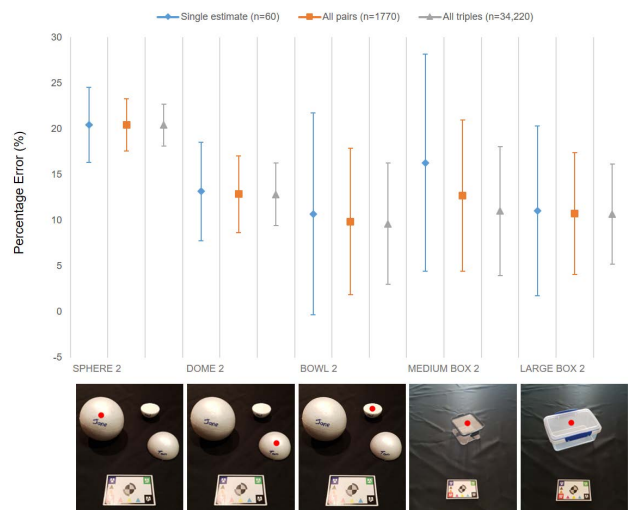 Single estimate (n=60) All pairs (n=1770) All triples (n=34,220)
30
25
20
15
10
5
0
-5
Percentage Error (%)
SPHERE 2 DOME 2 BOWL 2 MEDIUM BOX 2 LARGE BOX 2